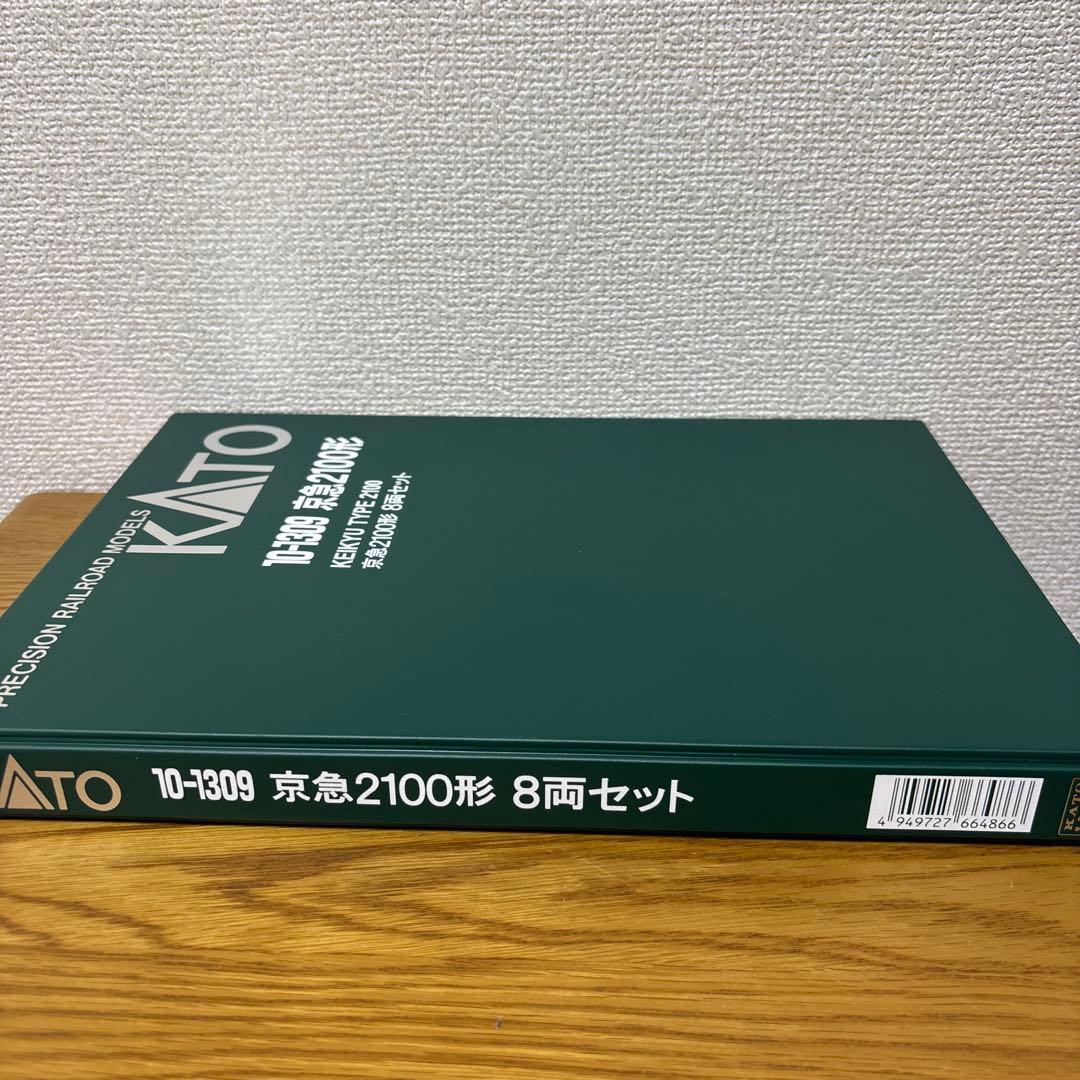 PRECISION RAILROAD MODELS
KATO
10-1309 京急2100形
KEIKYU TYPE 2100
京急2100形 8両セット
ATO 10-1309 京急2100形 8両セット
4 949727 664866
KATO